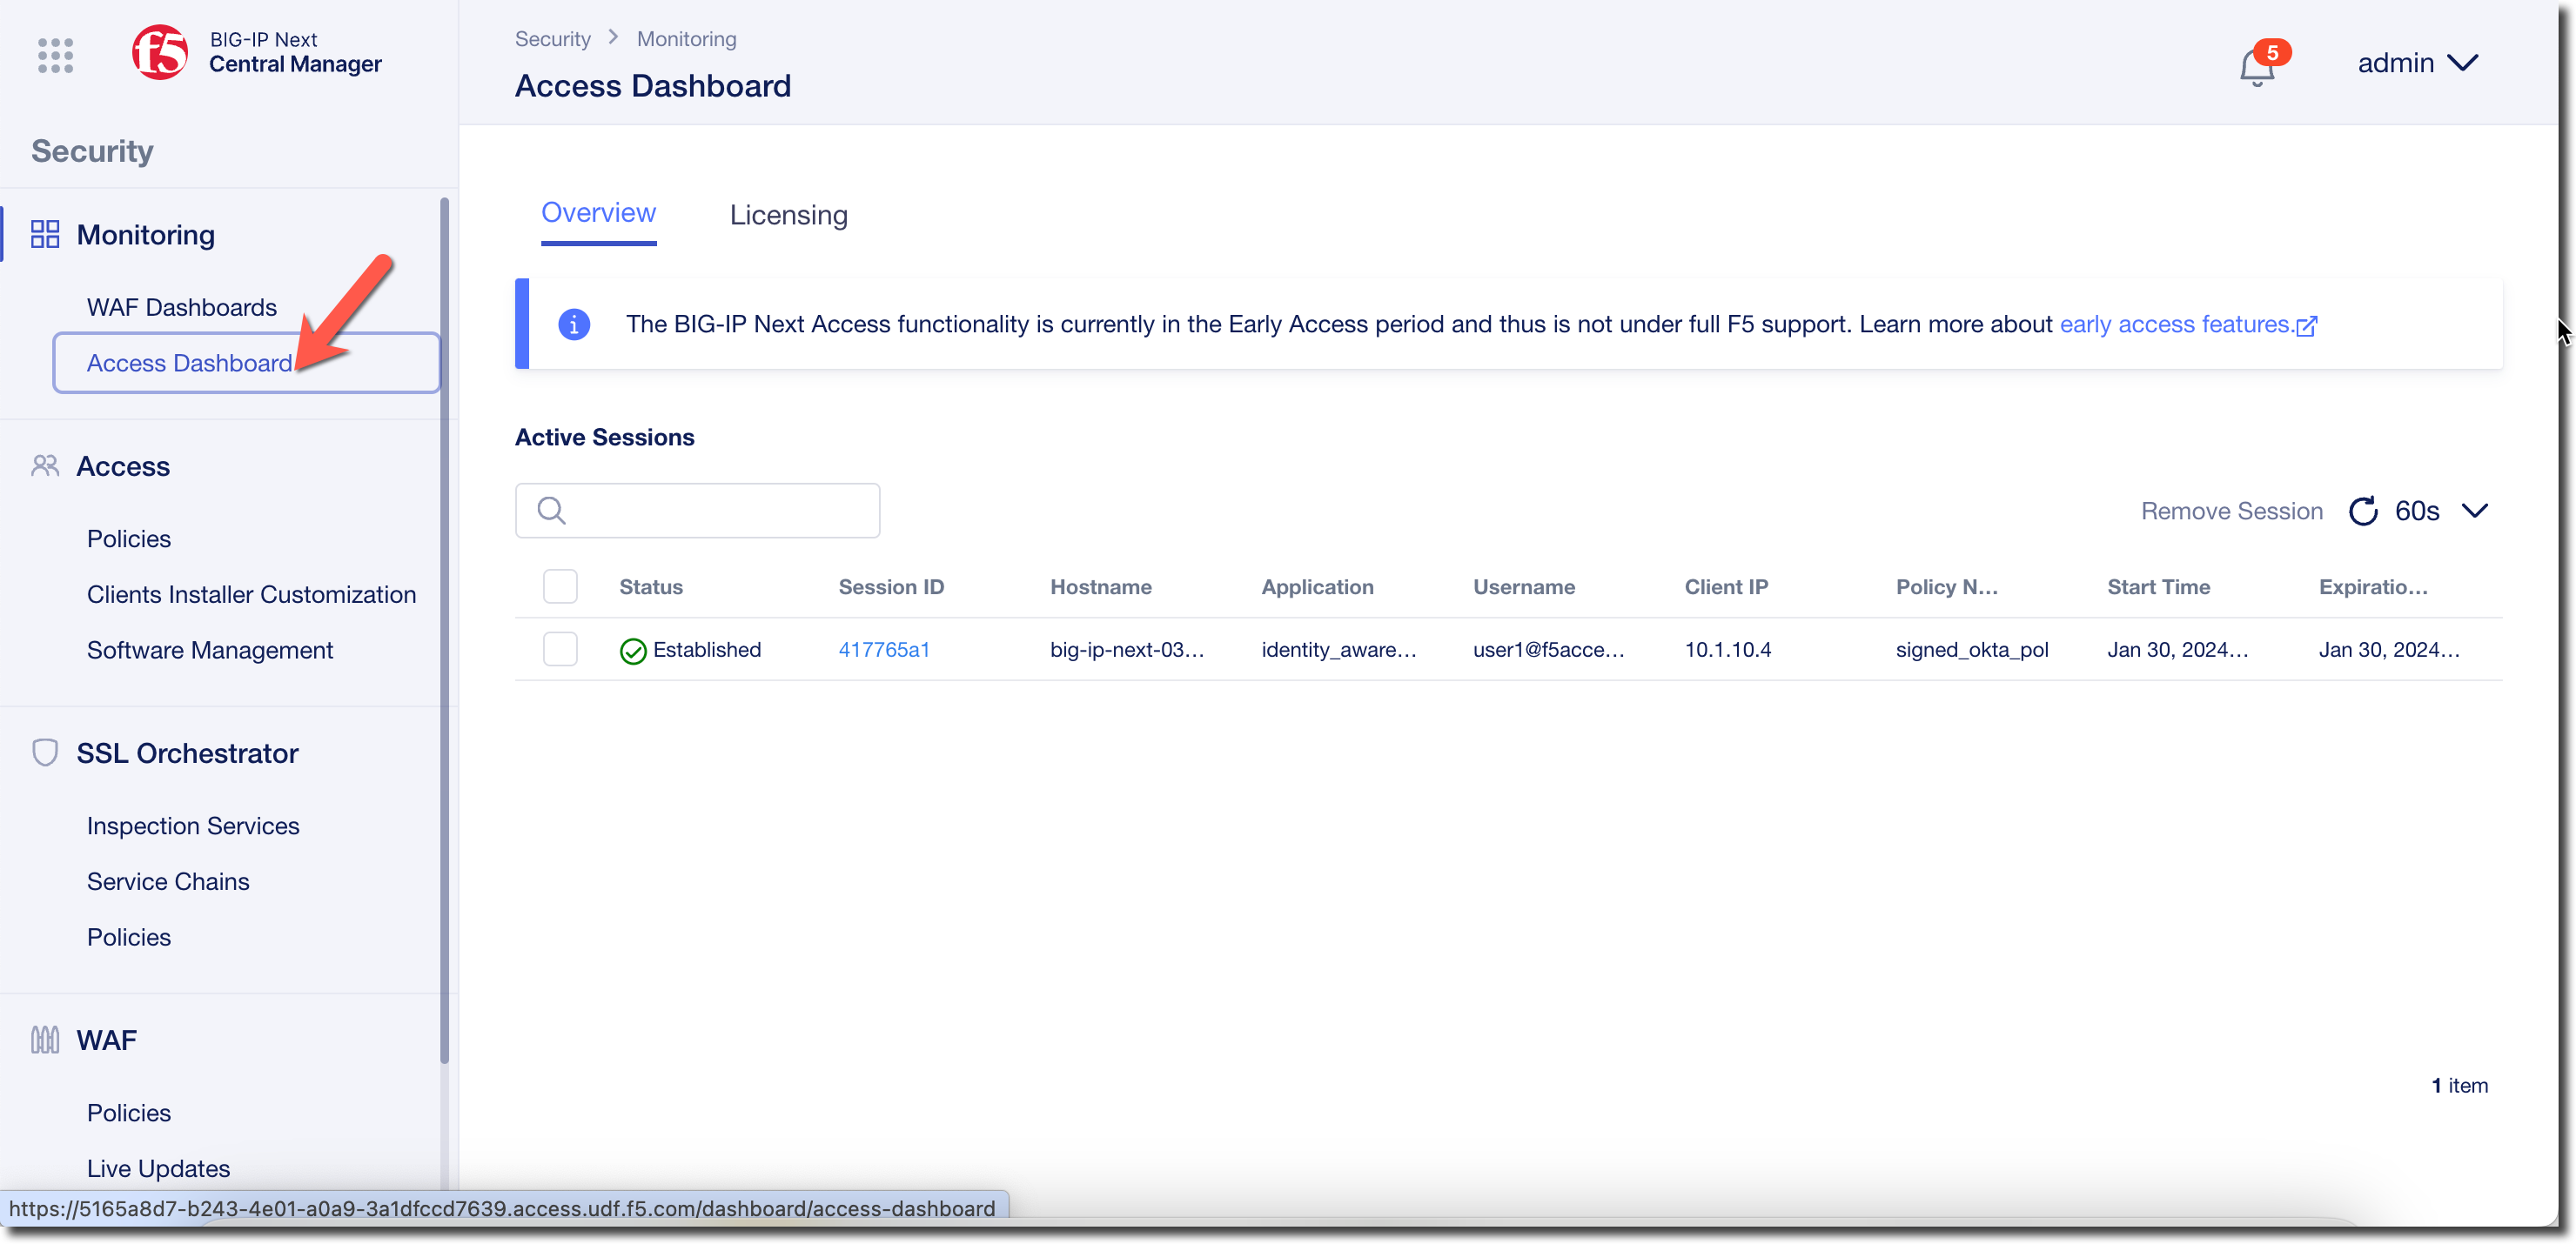 f5
BIG-IP Next
Central Manager
Security
Monitoring
WAF Dashboards
Access Dashboard
Access
Policies
Clients Installer Customization
Software Management
SSL Orchestrator
Inspection Services
Service Chains
Policies
WAF
Policies
Live Updates
Security > Monitoring
Access Dashboard
5
admin
Overview Licensing
The BIG-IP Next Access functionality is currently in the Early Access period and thus is not under full F5 support. Learn more about early access features.
Active Sessions
Remove Session 60s
Status Session ID Hostname Application Username Client IP Policy N... Start Time Expiratio...
Established 417765a1 big-ip-next-03... identity_aware... user1@f5acce... 10.1.10.4 signed_okta_pol Jan 30, 2024... Jan 30, 2024...
1 item
https://5165a8d7-b243-4e01-a0a9-3a1dfccd7639.access.udf.f5.com/dashboard/access-dashboard